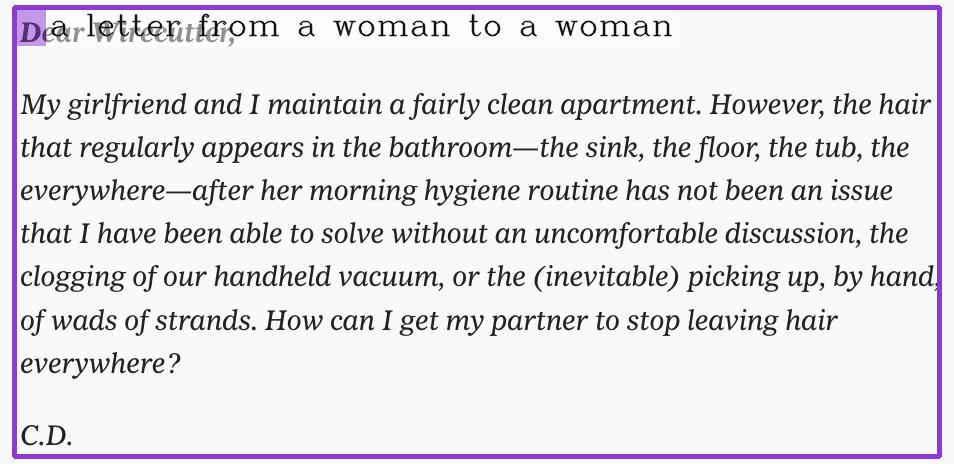 Dear Wirecutter,
a letter from a woman to a woman
My girlfriend and I maintain a fairly clean apartment. However, the hair
that regularly appears in the bathroom—the sink, the floor, the tub, the
everywhere—after her morning hygiene routine has not been an issue
that I have been able to solve without an uncomfortable discussion, the
clogging of our handheld vacuum, or the (inevitable) picking up, by hand,
of wads of strands. How can I get my partner to stop leaving hair
everywhere?
C.D.